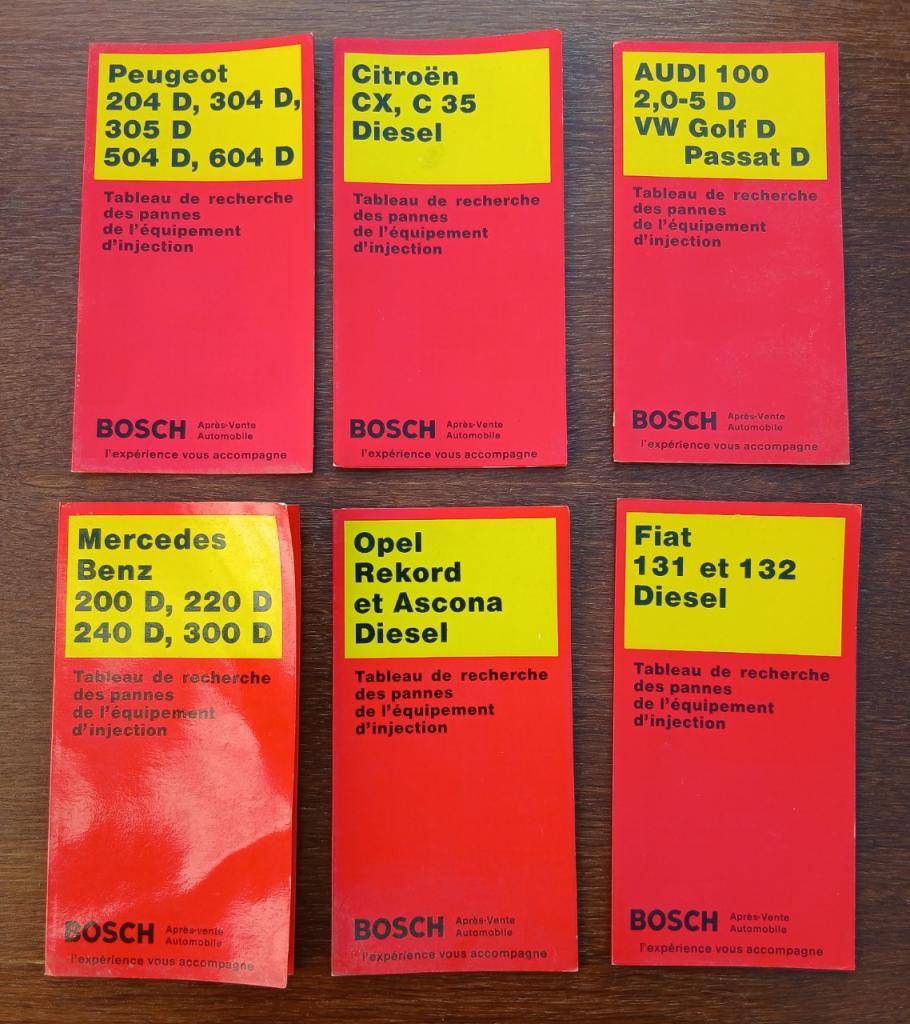 Peugeot
204 D, 304 D,
305 D
504 D, 604 D
Tableau de recherche
des pannes
de l'équipement
d'injection
BOSCH Après-Vente
Automobile
l'expérience vous accompagne
Citroën
CX, C 35
Diesel
Tableau de recherche
des pannes
de l'équipement
d'injection
BOSCH Après-Vente
Automobile
l'expérience vous accompagne
AUDI 100
2,0-5 D
VW Golf D
Passat D
Tableau de recherche
des pannes
de l'équipement
d'injection
BOSCH Après-Vente
Automobile
l'expérience vous accompagne
Mercedes
Benz
200 D, 220 D
240 D, 300 D
Tableau de recherche
des pannes
de l'équipement
d'injection
BOSCH Après-vente
Automobile
l'expérience vous accompagne
Opel
Rekord
et Ascona
Diesel
Tableau de recherche
des pannes
de l'équipement
d'injection
BOSCH Après-Vente
Automobile
l'expérience vous accompagne
Fiat
131 et 132
Diesel
Tableau de recherche
des pannes
de l'équipement
d'injection
BOSCH Après-Vente
Automobile
l'expérience vous accompagne